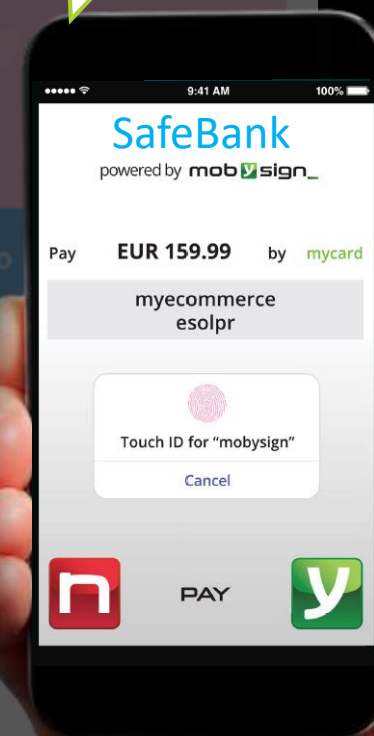 9:41 AM 100%
SafeBank
powered by mobysign_
Pay EUR 159.99 by mycard
myecommerce
esolpr
Touch ID for “mobysign”
Cancel
n PAY y